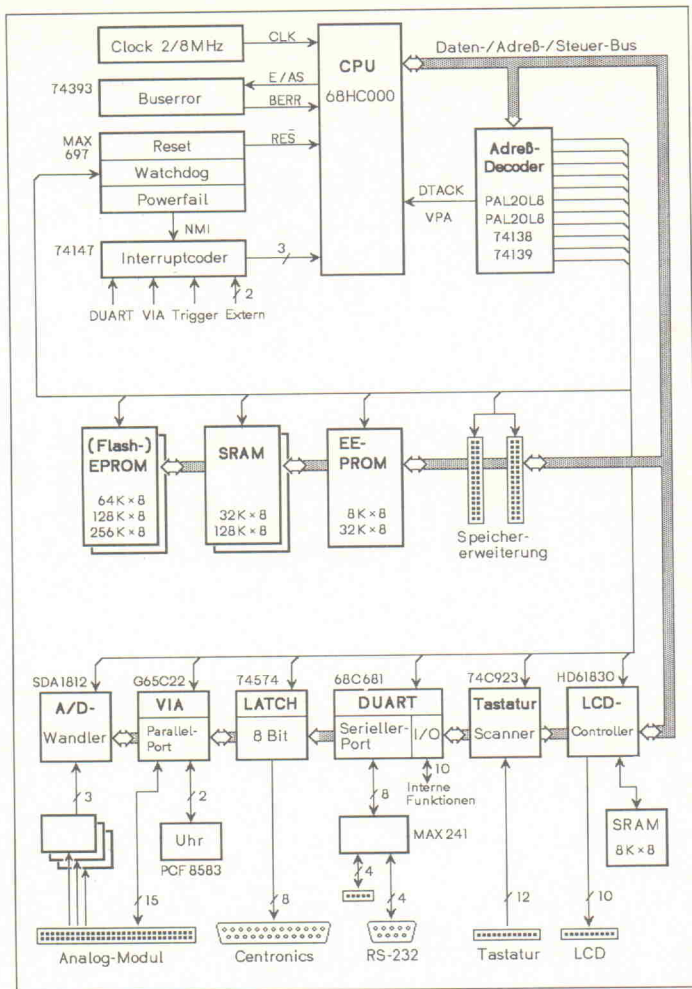 Clock 2/8MHz
CLK
CPU
68HC000
Daten-/Adreß-/Steuer-Bus
74393
Buserror
E/AS
BERR
MAX
697
Reset
RES
Watchdog
Powerfail
Adreß-
Decoder
PAL20L8
PAL20L8
74138
74139
DTACK
VPA
NMI
74147
Interruptcoder
3
2
DUART VIA Trigger Extern
(Flash-)
EPROM
64K×8
128K×8
256K×8
SRAM
32K×8
128K×8
EE-
PROM
8K×8
32K×8
Speicher-
erweiterung
SDA1812
A/D-
Wandler
G65C22
VIA
Parallel-
Port
74574
LATCH
8 Bit
68C681
DUART
Serieller-
Port
I/O
74C923
Tastatur
Scanner
HD61830
LCD-
Controller
3
2
8
10
Interne
Funktionen
Uhr
PCF8583
MAX241
SRAM
8K×8
15
8
4
4
12
10
Analog-Modul
Centronics
RS-232
Tastatur
LCD